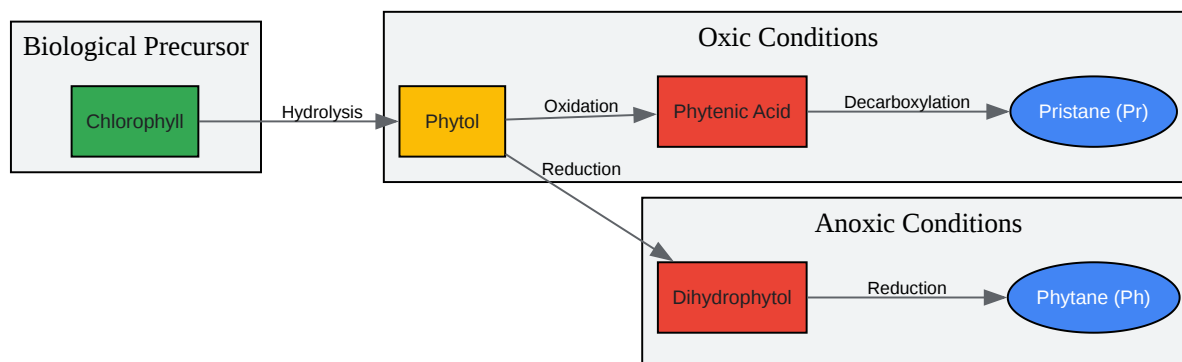 Biological Precursor
Chlorophyll
Hydrolysis
Oxic Conditions
Phytol
Oxidation
Phytenic Acid
Decarboxylation
Pristane (Pr)
Reduction
Anoxic Conditions
Dihydrophytol
Reduction
Phytane (Ph)